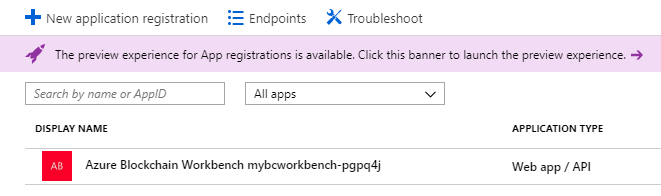 New application registration Endpoints Troubleshoot
The preview experience for App registrations is available. Click this banner to launch the preview experience.
Search by name or AppID All apps
DISPLAY NAME APPLICATION TYPE
AB Azure Blockchain Workbench mybcworkbench-pgpq4j Web app / API